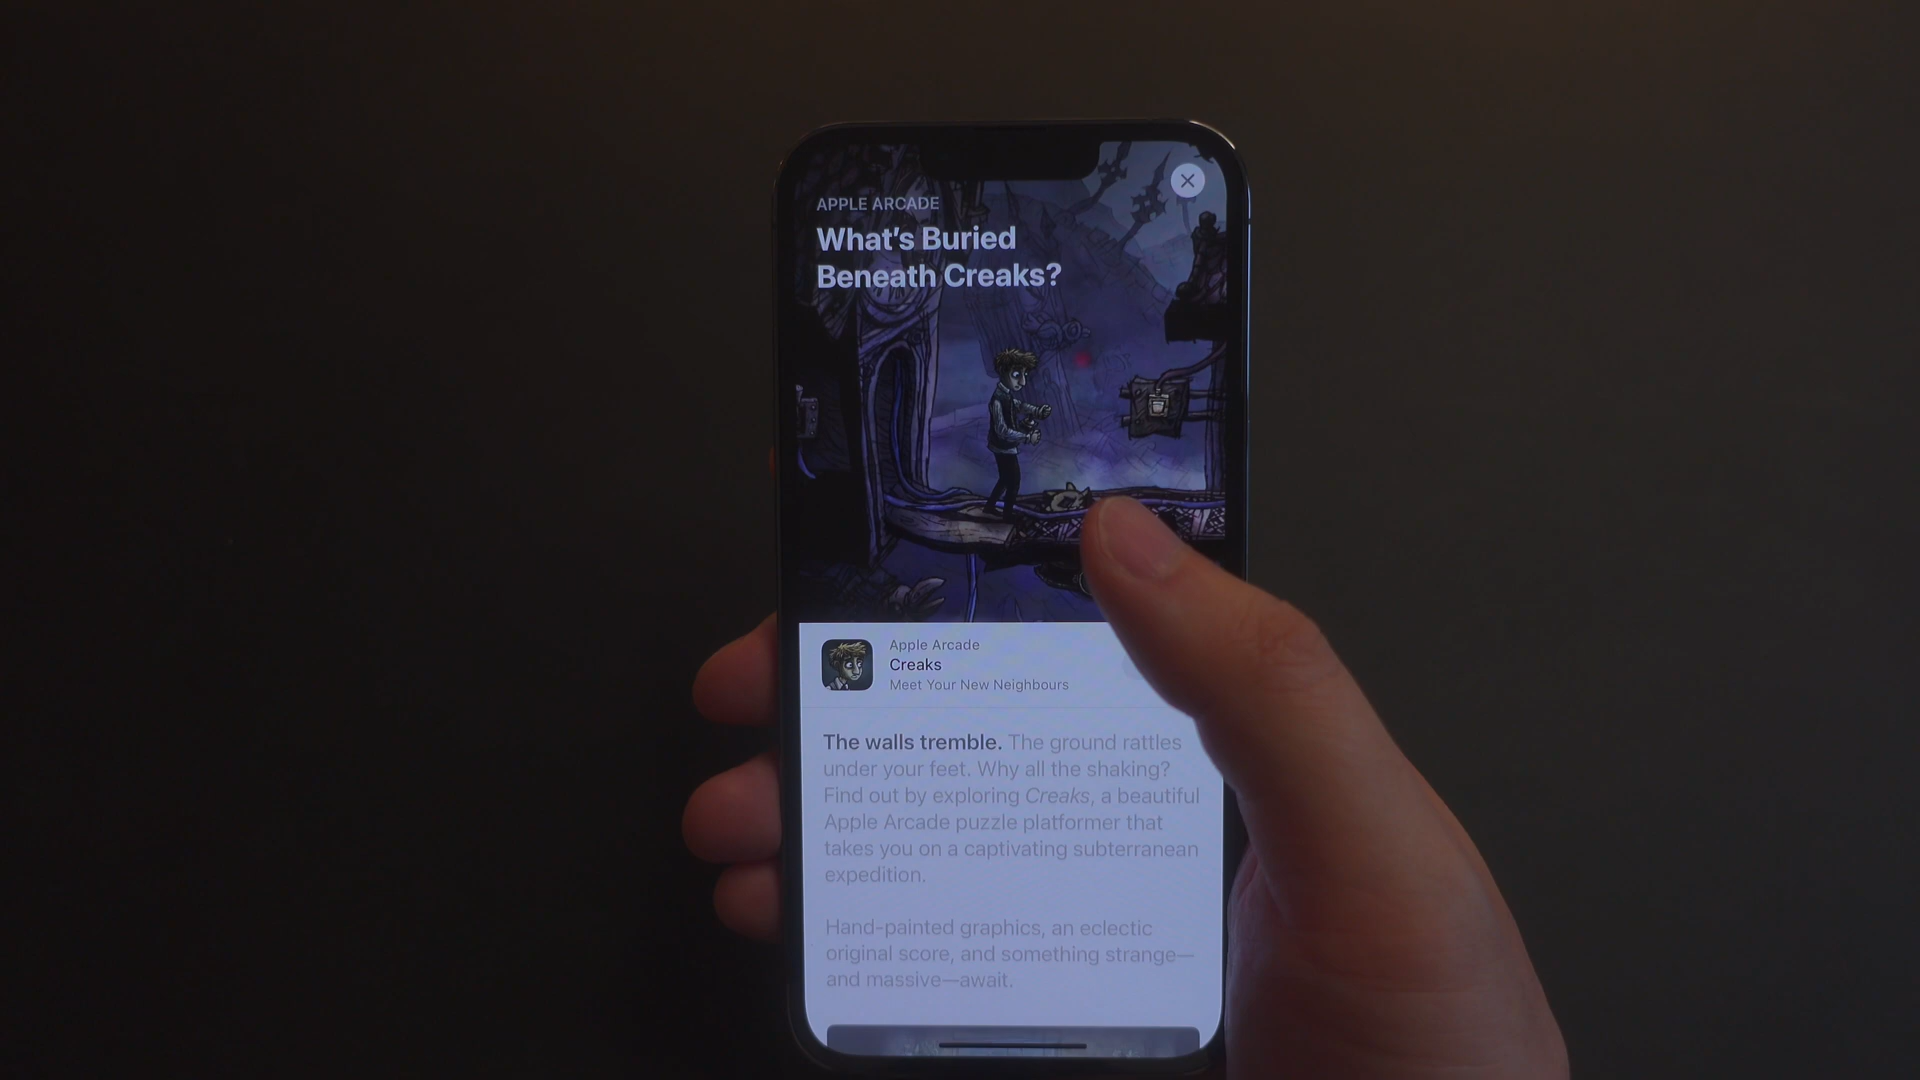 APPLE ARCADE
What's Buried
Beneath Creaks?
Apple Arcade
Creaks
Meet Your New Neighbours
The walls tremble. The ground rattles
under your feet. Why all the shaking?
Find out by exploring Creaks, a beautiful
Apple Arcade puzzle platformer that
takes you on a captivating subterranean
expedition.
Hand-painted graphics, an eclectic
original score, and something strange—
and massive—await.